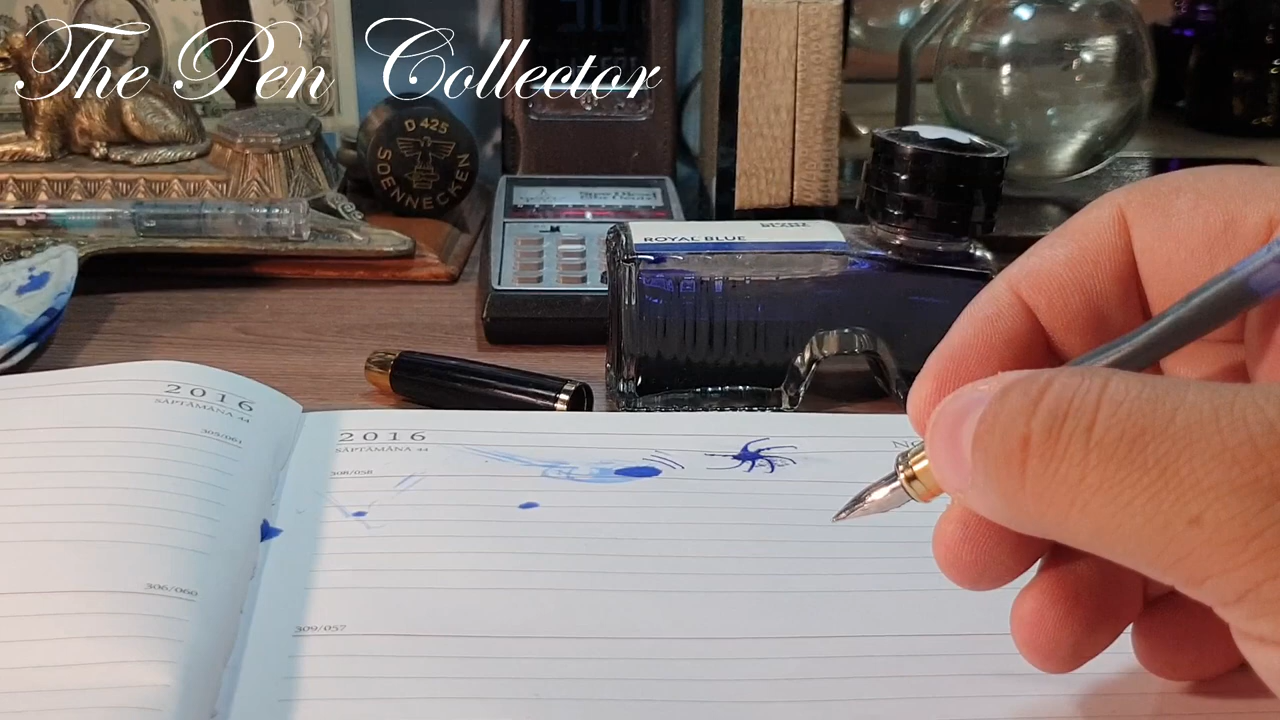 The Pen Collector
D 425
SOENNECKEN
ROYAL BLUE
2016
SĂPTĂMÂNA 44
305/061
306/060
2016
SĂPTĂMÂNA 44
308/058
309/057